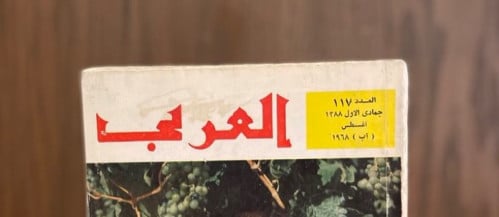 العربي
العدد ١١٧
جمادى الاول ١٣٨٨
اغسطس
( آب ) ١٩٦٨